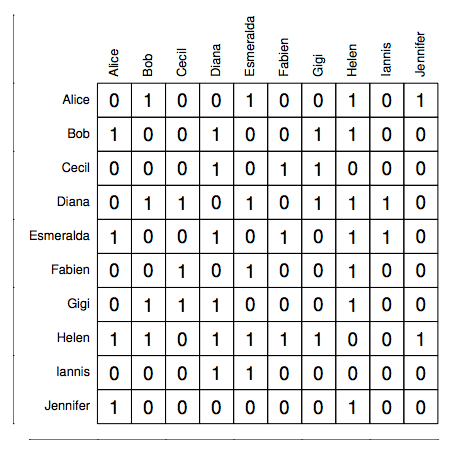 Alice Bob Cecil Diana Esmeralda Fabien Gigi Helen Iannis Jennifer
Alice 0 1 0 0 1 0 0 1 0 1
Bob 1 0 0 1 0 0 1 1 0 0
Cecil 0 0 0 1 0 1 1 0 0 0
Diana 0 1 1 0 1 0 1 1 1 0
Esmeralda 1 0 0 1 0 1 0 1 1 0
Fabien 0 0 1 0 1 0 0 1 0 0
Gigi 0 1 1 1 0 0 0 1 0 0
Helen 1 1 0 1 1 1 1 0 0 1
Iannis 0 0 0 1 1 0 0 0 0 0
Jennifer 1 0 0 0 0 0 0 1 0 0